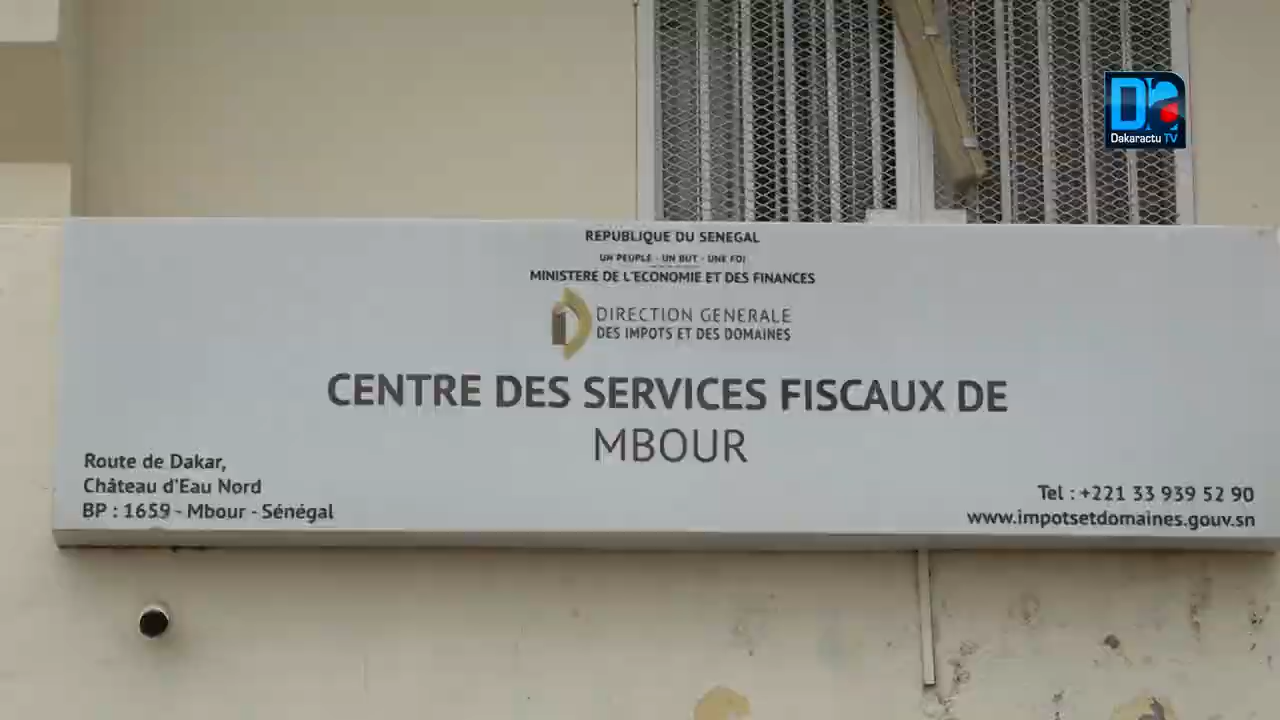 Dakaractu TV
REPUBLIQUE DU SENEGAL
UN PEUPLE - UN BUT - UNE FOI
MINISTERE DE L'ECONOMIE ET DES FINANCES
DIRECTION GENERALE
DES IMPOTS ET DES DOMAINES
CENTRE DES SERVICES FISCAUX DE
MBOUR
Route de Dakar,
Château d'Eau Nord
BP : 1659 - Mbour - Sénégal
Tel : +221 33 939 52 90
www.impotsetdomaines.gouv.sn